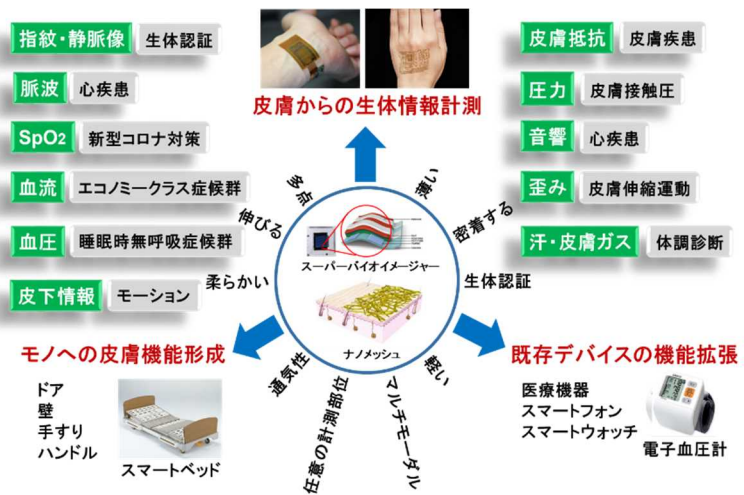 指紋・静脈像 生体認証
脈波 心疾患
SpO2 新型コロナ対策
血流 エコノミークラス症候群
血圧 睡眠時無呼吸症候群
皮下情報 モーション
皮膚からの生体情報計測
皮膚抵抗 皮膚疾患
圧力 皮膚接触圧
音響 心疾患
歪み 皮膚伸縮運動
汗・皮膚ガス 体調診断
多点
薄い
伸びる
密着する
柔らかい
生体認証
スーパーバイオイメージャー
ナノメッシュ
通気性
任意の計測部位
マルチモーダル
軽い
モノへの皮膚機能形成
ドア
壁
手すり
ハンドル
スマートベッド
既存デバイスの機能拡張
医療機器
スマートフォン
スマートウォッチ
電子血圧計